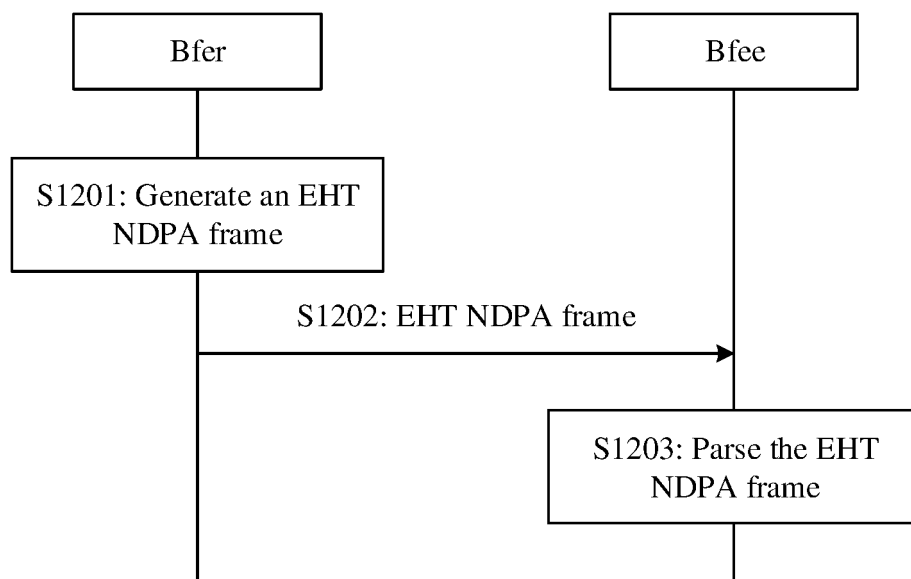 Bfer
Bfee
S1201: Generate an EHT
NDPA frame
S1202: EHT NDPA frame
S1203: Parse the EHT
NDPA frame